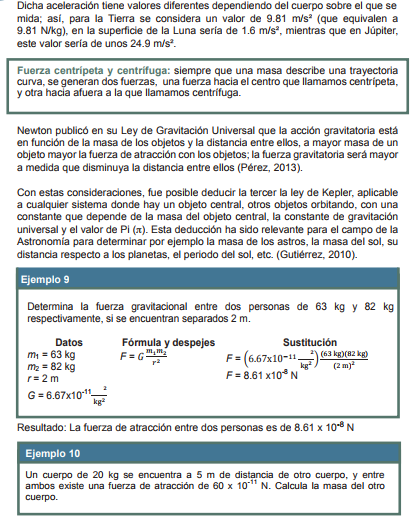 Dicha aceleración tiene valores diferentes dependiendo del cuerpo sobre el que se
mida; así, para la Tierra se considera un valor de 9.81 m/s² (que equivalen a
9.81 N/kg), en la superficie de la Luna sería de 1.6 m/s², mientras que en Júpiter,
este valor sería de unos 24.9 m/s².
Fuerza centrípeta y centrífuga: siempre que una masa describe una trayectoria
curva, se generan dos fuerzas, una fuerza hacia el centro que llamamos centrípeta,
y otra hacia afuera a la que llamamos centrífuga.
Newton publicó en su Ley de Gravitación Universal que la acción gravitatoria está
en función de la masa de los objetos y la distancia entre ellos, a mayor masa de un
objeto mayor la fuerza de atracción con los objetos; la fuerza gravitatoria será mayor
a medida que disminuya la distancia entre ellos (Pérez, 2013).
Con estas consideraciones, fue posible deducir la tercer la ley de Kepler, aplicable
a cualquier sistema donde hay un objeto central, otros objetos orbitando, con una
constante que depende de la masa del objeto central, la constante de gravitación
universal y el valor de Pi (π). Esta deducción ha sido relevante para el campo de la
Astronomía para determinar por ejemplo la masa de los astros, la masa del sol, su
distancia respecto a los planetas, el periodo del sol, etc. (Gutiérrez, 2010).
Ejemplo 9
Determina la fuerza gravitacional entre dos personas de 63 kg y 82 kg
respectivamente, si se encuentran separados 2 m.
Datos Fórmula y despejes Sustitución
m₁ = 63 kg F = G m₁m₂/r² F = (6.67x10⁻¹¹ ²/kg²) (63 kg)(82 kg)/(2 m)²
m₂ = 82 kg
r = 2 m F = 8.61 x10⁻⁸ N
G = 6.67x10⁻¹¹ ²/kg²
Resultado: La fuerza de atracción entre dos personas es de 8.61 x 10⁻⁸ N
Ejemplo 10
Un cuerpo de 20 kg se encuentra a 5 m de distancia de otro cuerpo, y entre
ambos existe una fuerza de atracción de 60 x 10⁻¹¹ N. Calcula la masa del otro
cuerpo.